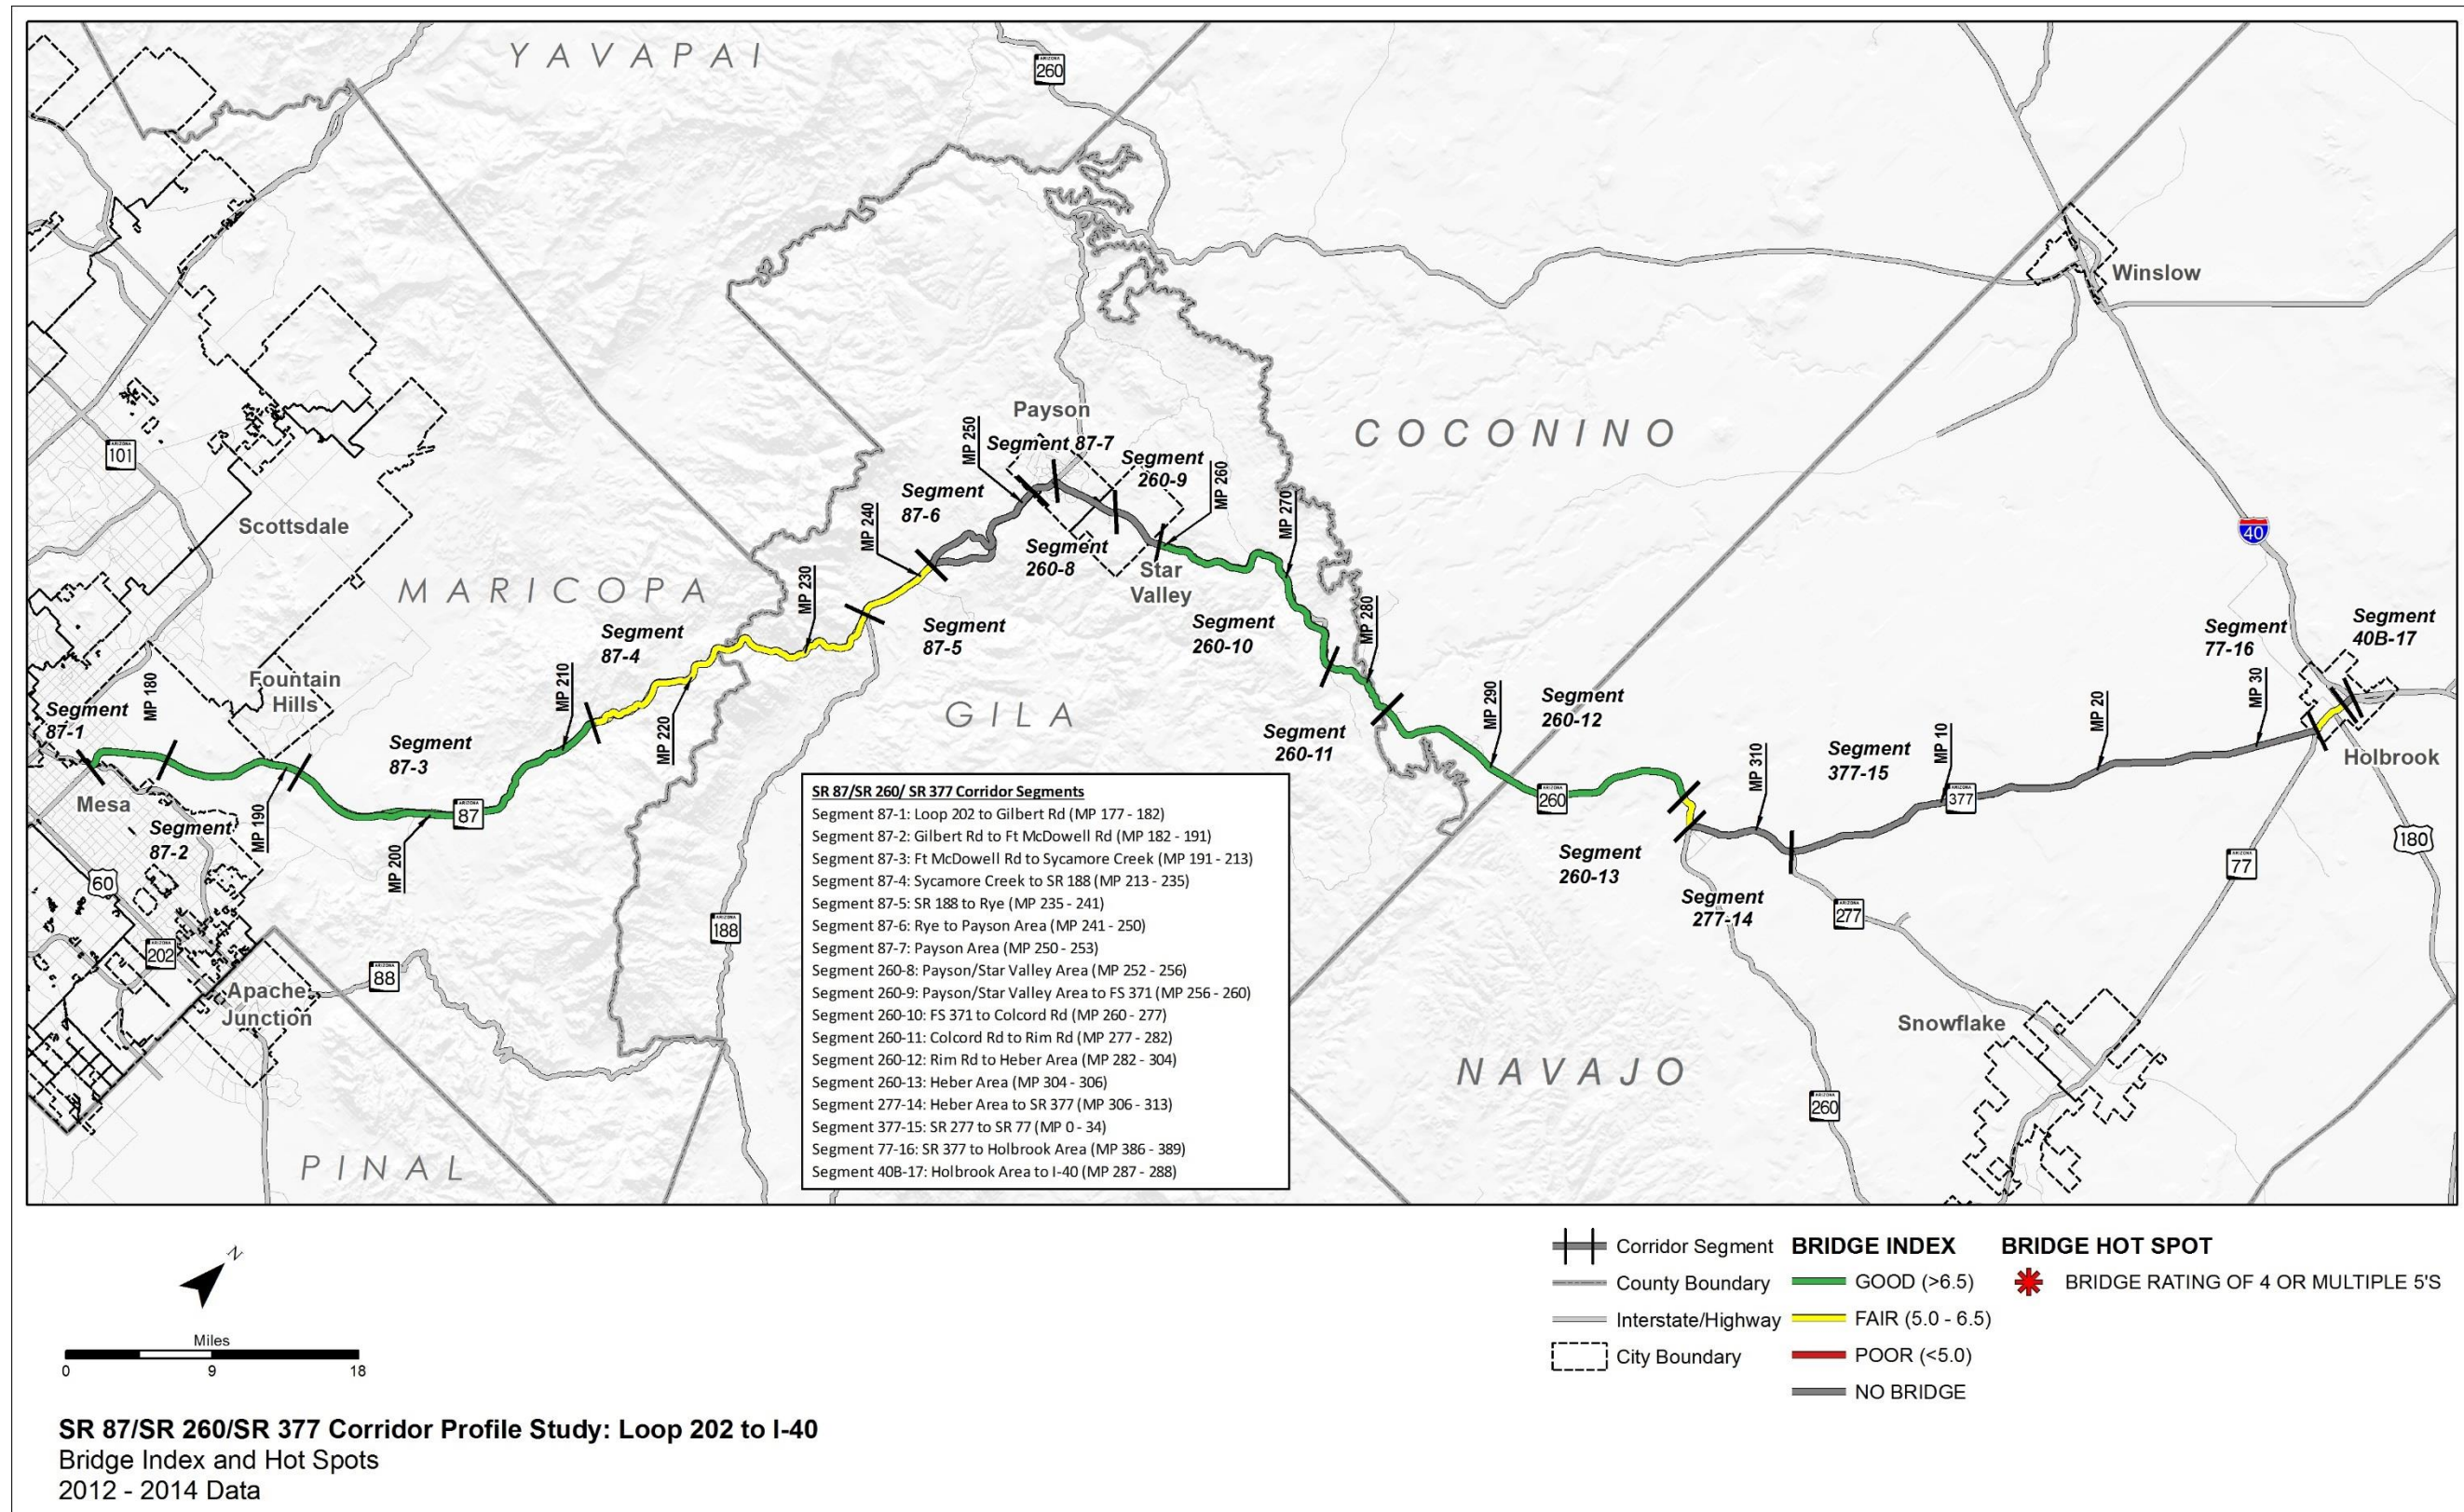 YAVAPAI
ARIZONA
260
Winslow
COCONINO
Payson
MP 250
Segment 87-7
Segment
260-9
MP 260
ARIZONA
101
Segment
87-6
MP 240
MP 270
Scottsdale
ARIZONA
40
Segment
260-8
Star
Valley
MARICOPA
MP 230
Segment
87-4
Segment
87-5
Segment
260-10
MP 280
Segment
77-16
Segment
40B-17
Fountain
Hills
MP 180
MP 210
MP 30
Segment
87-1
MP 220
GILA
MP 290
Segment
260-12
MP 20
Segment
260-11
Segment
87-3
MP 310
Segment
377-15
MP 10
Holbrook
Mesa
ARIZONA
87
ARIZONA
260
ARIZONA
377
Segment
87-2
MP 190
MP 200
180
Segment
260-13
ARIZONA
77
60
Segment
277-14
ARIZONA
277
ARIZONA
188
ARIZONA
202
ARIZONA
88
Apache
Junction
Snowflake
NAVAJO
ARIZONA
260
PINAL
SR 87/SR 260/ SR 377 Corridor Segments
Segment 87-1: Loop 202 to Gilbert Rd (MP 177 - 182)
Segment 87-2: Gilbert Rd to Ft McDowell Rd (MP 182 - 191)
Segment 87-3: Ft McDowell Rd to Sycamore Creek (MP 191 - 213)
Segment 87-4: Sycamore Creek to SR 188 (MP 213 - 235)
Segment 87-5: SR 188 to Rye (MP 235 - 241)
Segment 87-6: Rye to Payson Area (MP 241 - 250)
Segment 87-7: Payson Area (MP 250 - 253)
Segment 260-8: Payson/Star Valley Area (MP 252 - 256)
Segment 260-9: Payson/Star Valley Area to FS 371 (MP 256 - 260)
Segment 260-10: FS 371 to Colcord Rd (MP 260 - 277)
Segment 260-11: Colcord Rd to Rim Rd (MP 277 - 282)
Segment 260-12: Rim Rd to Heber Area (MP 282 - 304)
Segment 260-13: Heber Area (MP 304 - 306)
Segment 277-14: Heber Area to SR 377 (MP 306 - 313)
Segment 377-15: SR 277 to SR 77 (MP 0 - 34)
Segment 77-16: SR 377 to Holbrook Area (MP 386 - 389)
Segment 40B-17: Holbrook Area to I-40 (MP 287 - 288)
N
Miles
0 9 18
Corridor Segment
County Boundary
Interstate/Highway
City Boundary
BRIDGE INDEX
GOOD (>6.5)
FAIR (5.0 - 6.5)
POOR (<5.0)
NO BRIDGE
BRIDGE HOT SPOT
BRIDGE RATING OF 4 OR MULTIPLE 5'S
SR 87/SR 260/SR 377 Corridor Profile Study: Loop 202 to I-40
Bridge Index and Hot Spots
2012 - 2014 Data